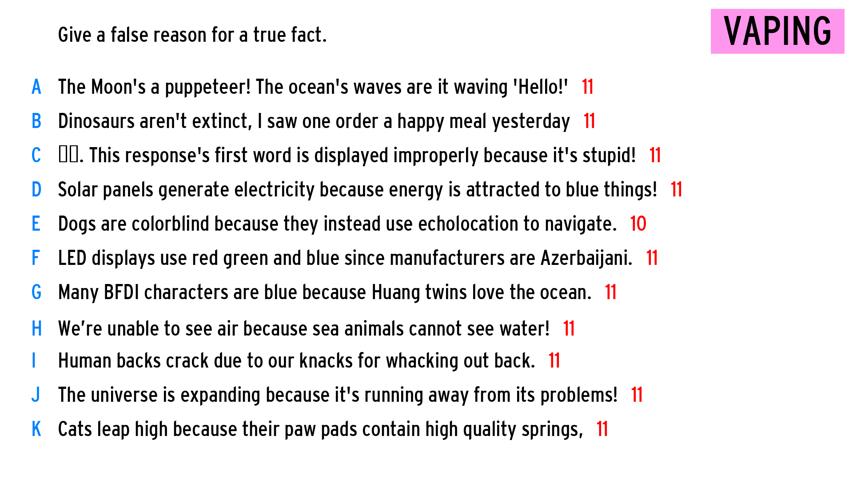 Give a false reason for a true fact.
VAPING
A The Moon's a puppeteer! The ocean's waves are it waving 'Hello!' 11
B Dinosaurs aren't extinct, I saw one order a happy meal yesterday 11
C ▯▯. This response's first word is displayed improperly because it's stupid! 11
D Solar panels generate electricity because energy is attracted to blue things! 11
E Dogs are colorblind because they instead use echolocation to navigate. 10
F LED displays use red green and blue since manufacturers are Azerbaijani. 11
G Many BFDI characters are blue because Huang twins love the ocean. 11
H We’re unable to see air because sea animals cannot see water! 11
I Human backs crack due to our knacks for whacking out back. 11
J The universe is expanding because it's running away from its problems! 11
K Cats leap high because their paw pads contain high quality springs, 11